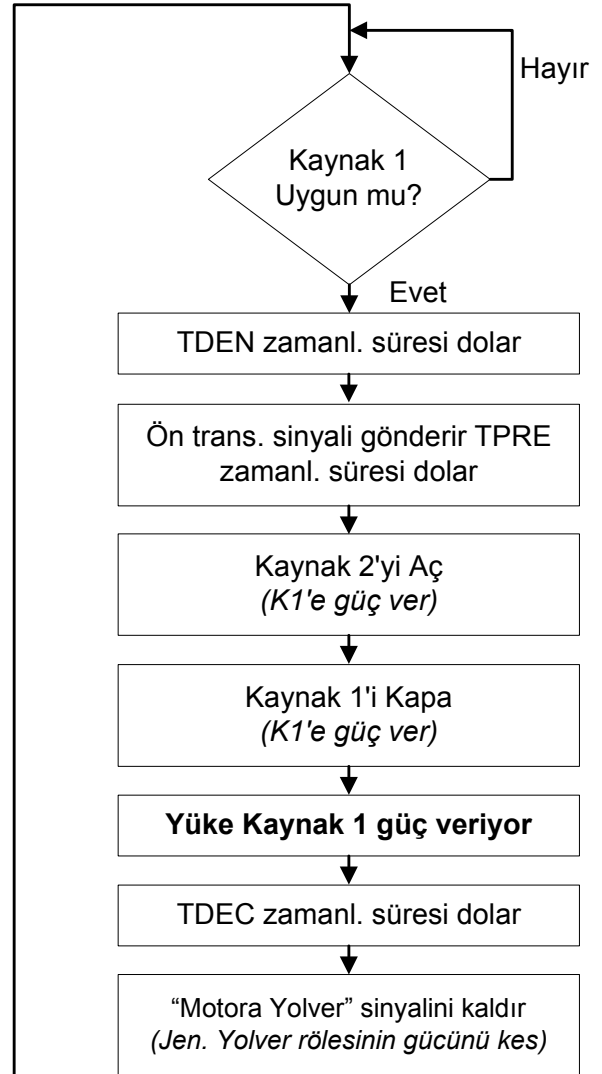 Hayır
Kaynak 1
Uygun mu?
Evet
TDEN zamanl. süresi dolar
Ön trans. sinyali gönderir TPRE
zamanl. süresi dolar
Kaynak 2'yi Aç
(K1'e güç ver)
Kaynak 1'i Kapa
(K1'e güç ver)
Yüke Kaynak 1 güç veriyor
TDEC zamanl. süresi dolar
“Motora Yolver” sinyalini kaldır
(Jen. Yolver rölesinin gücünü kes)